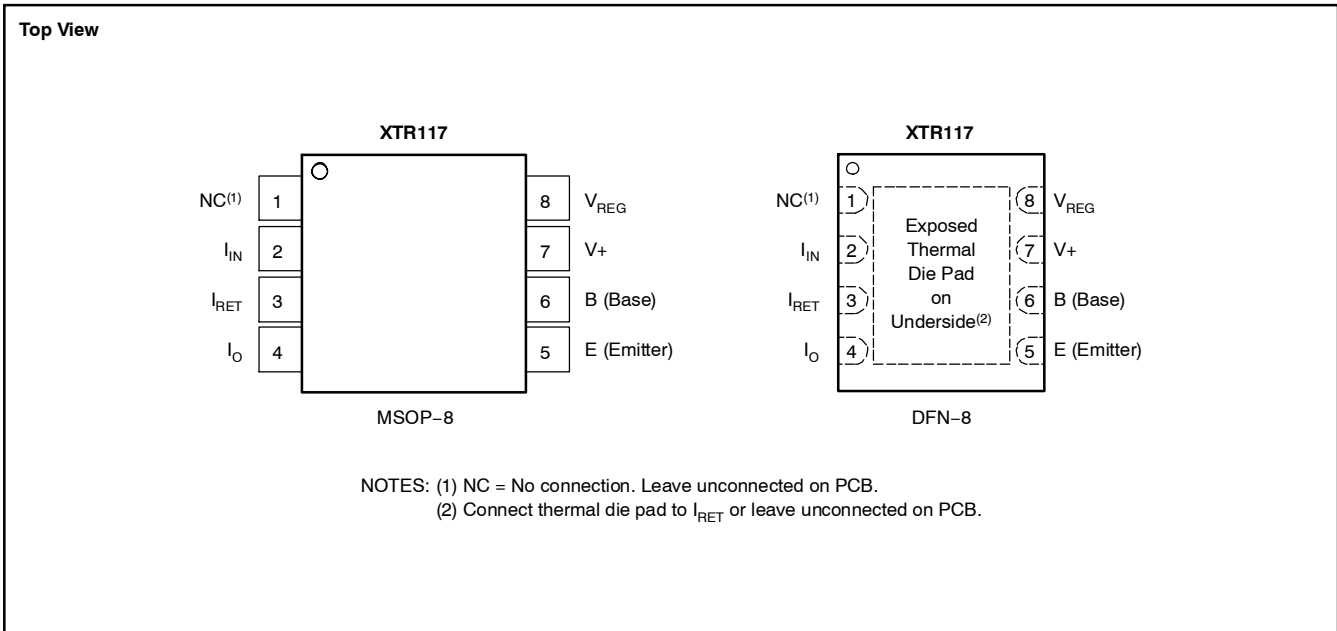 Top View
XTR117
NC(1) 1 8 VREG
IIN 2 7 V+
IRET 3 6 B (Base)
IO 4 5 E (Emitter)
MSOP−8
XTR117
NC(1) 1 8 VREG
IIN 2 7 V+
IRET 3 6 B (Base)
IO 4 5 E (Emitter)
Exposed
Thermal
Die Pad
on
Underside(2)
DFN−8
NOTES: (1) NC = No connection. Leave unconnected on PCB.
(2) Connect thermal die pad to IRET or leave unconnected on PCB.